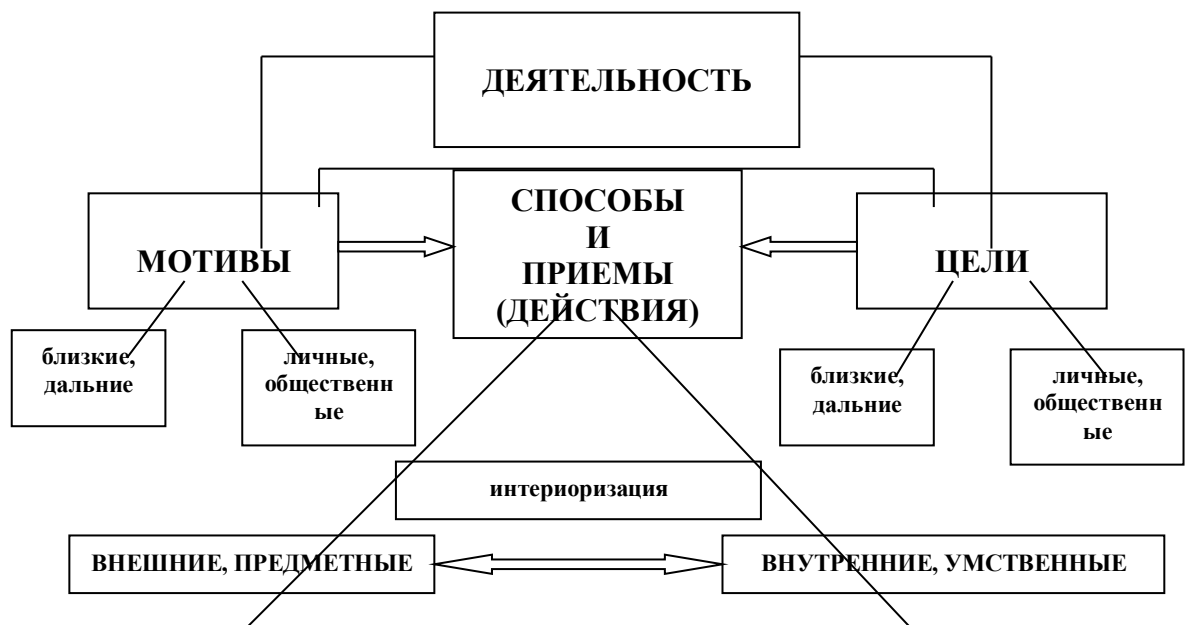 ДЕЯТЕЛЬНОСТЬ
СПОСОБЫ
И
ПРИЕМЫ
(ДЕЙСТВИЯ)
МОТИВЫ
ЦЕЛИ
близкие,
дальние
личные,
общественн
ые
близкие,
дальние
личные,
общественн
ые
интериоризация
ВНЕШНИЕ, ПРЕДМЕТНЫЕ
ВНУТРЕННИЕ, УМСТВЕННЫЕ